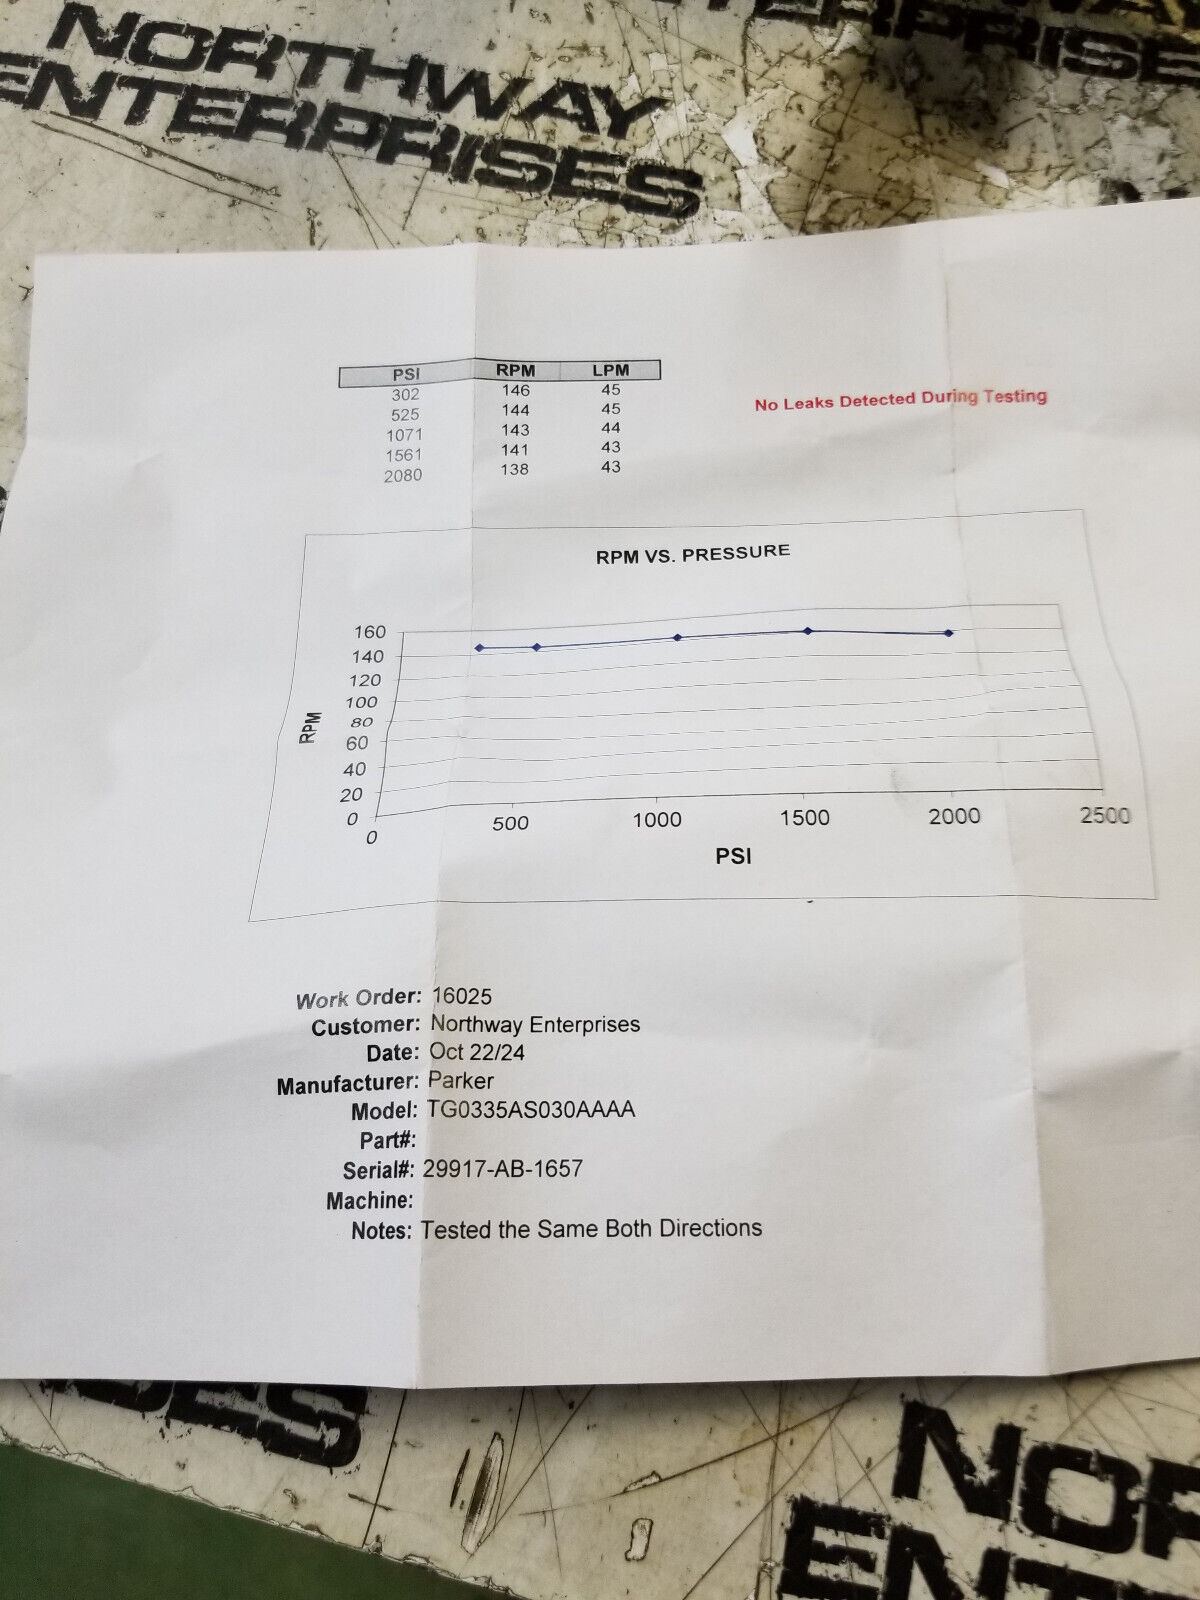 NORTHWAY
ENTERPRISES
ENTERPRISES
PSI RPM LPM
302 146 45
525 144 45
1071 143 44
1561 141 43
2080 138 43
No Leaks Detected During Testing
RPM VS. PRESSURE
160
140
120
100
80
60
40
20
0
RPM
0 500 1000 1500 2000 2500
PSI
Work Order: 16025
Customer: Northway Enterprises
Date: Oct 22/24
Manufacturer: Parker
Model: TG0335AS030AAAA
Part#:
Serial#: 29917-AB-1657
Machine:
Notes: Tested the Same Both Directions
NOR
ENT